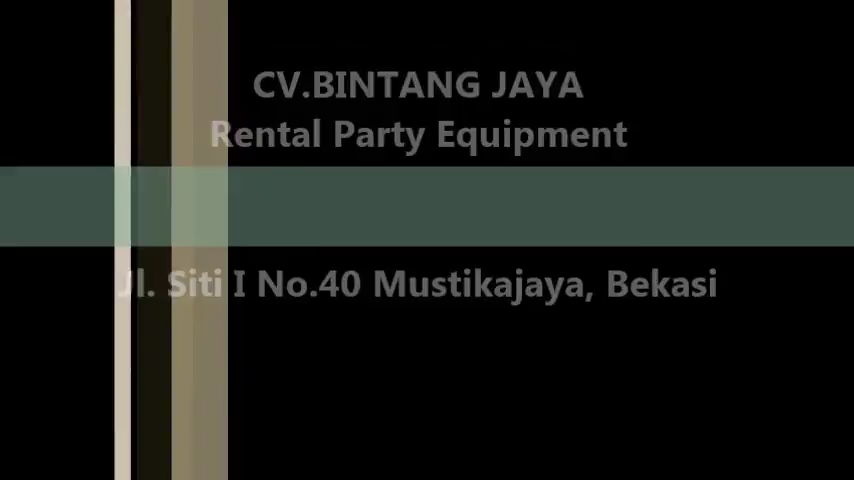 CV.BINTANG JAYA
Rental Party Equipment
Jl. Siti I No.40 Mustikajaya, Bekasi